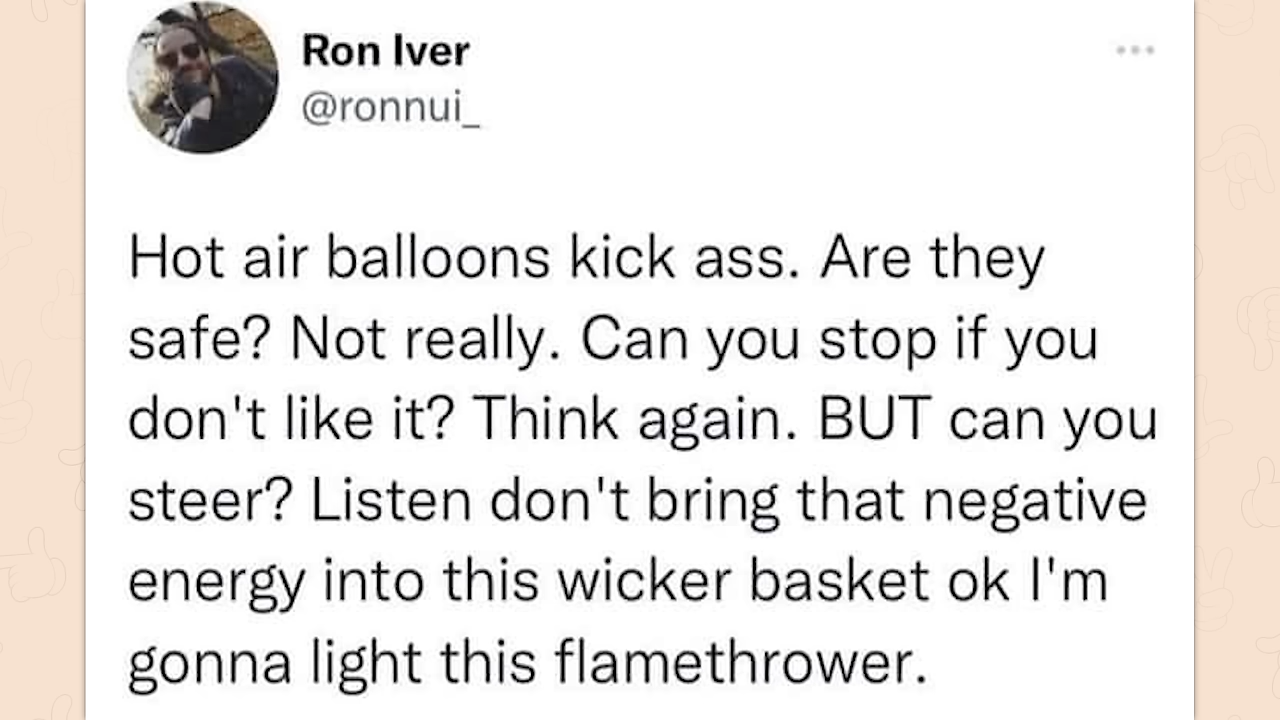 Ron Iver
@ronnui_
Hot air balloons kick ass. Are they
safe? Not really. Can you stop if you
don't like it? Think again. BUT can you
steer? Listen don't bring that negative
energy into this wicker basket ok I'm
gonna light this flamethrower.